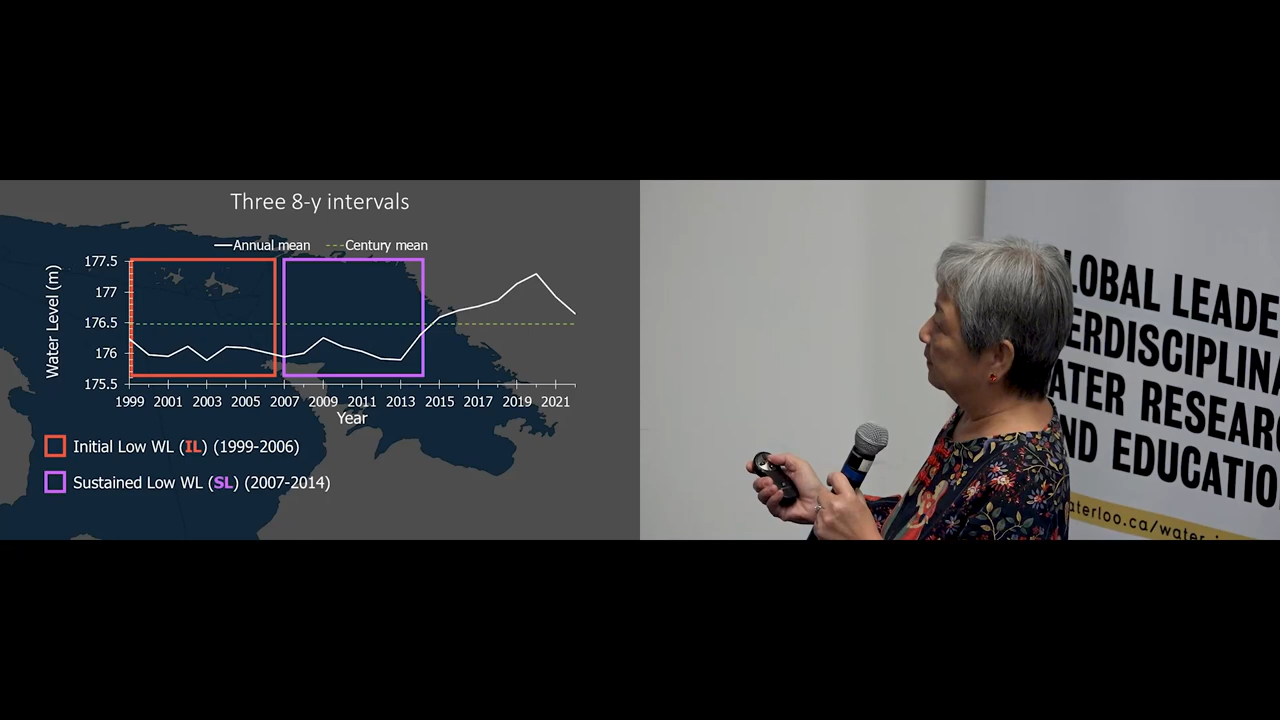 Three 8-y intervals
Annual mean
Century mean
177.5
177
176.5
176
175.5
Water Level (m)
1999 2001 2003 2005 2007 2009 2011 2013 2015 2017 2019 2021
Year
Initial Low WL (IL) (1999-2006)
Sustained Low WL (SL) (2007-2014)
LOBAL LEADE
ERDISCIPLINA
ATER RESEARC
ND EDUCATIO
aterloo.ca/water-i